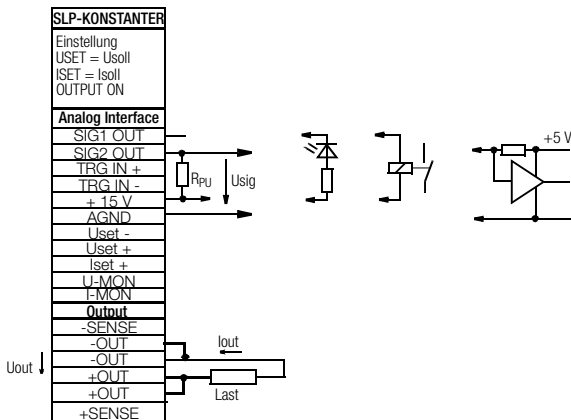 SLP-KONSTANTER
Einstellung
USET = Usoll
ISET = Isoll
OUTPUT ON
Analog Interface
SIG1 OUT
SIG2 OUT
TRG IN +
TRG IN -
+ 15 V
AGND
Uset -
Uset +
Iset +
U-MON
I-MON
Output
-SENSE
-OUT
-OUT
+OUT
+OUT
+SENSE
RPU
Usig
+5 V
Uout
Iout
Last